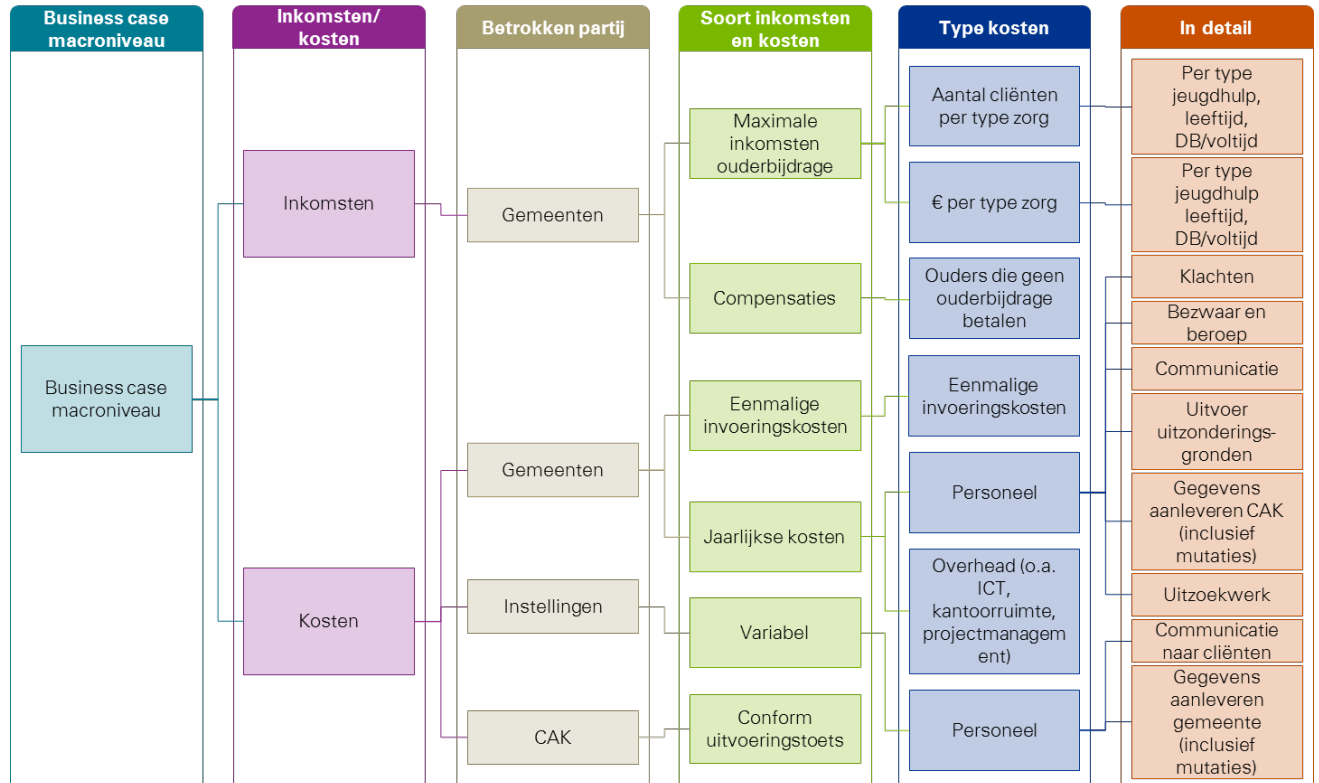 Business case
macroniveau
Inkomsten/
kosten
Betrokken partij
Soort inkomsten
en kosten
Type kosten
In detail
Business case
macroniveau
Inkomsten
Kosten
Gemeenten
Gemeenten
Instellingen
CAK
Maximale
inkomsten
ouderbijdrage
Compensaties
Eenmalige
invoeringskosten
Jaarlijkse kosten
Variabel
Conform
uitvoeringstoets
Aantal cliënten
per type zorg
€ per type zorg
Ouders die geen
ouderbijdrage
betalen
Eenmalige
invoeringskosten
Personeel
Overhead (o.a.
ICT,
kantoorruimte,
projectmanagem
ent)
Personeel
Per type
jeugdhulp,
leeftijd,
DB/voltijd
Per type
jeugdhulp
leeftijd,
DB/voltijd
Klachten
Bezwaar en
beroep
Communicatie
Uitvoer
uitzonderings-
gronden
Gegevens
aanleveren CAK
(inclusief
mutaties)
Uitzoekwerk
Communicatie
naar cliënten
Gegevens
aanleveren
gemeente
(inclusief
mutaties)